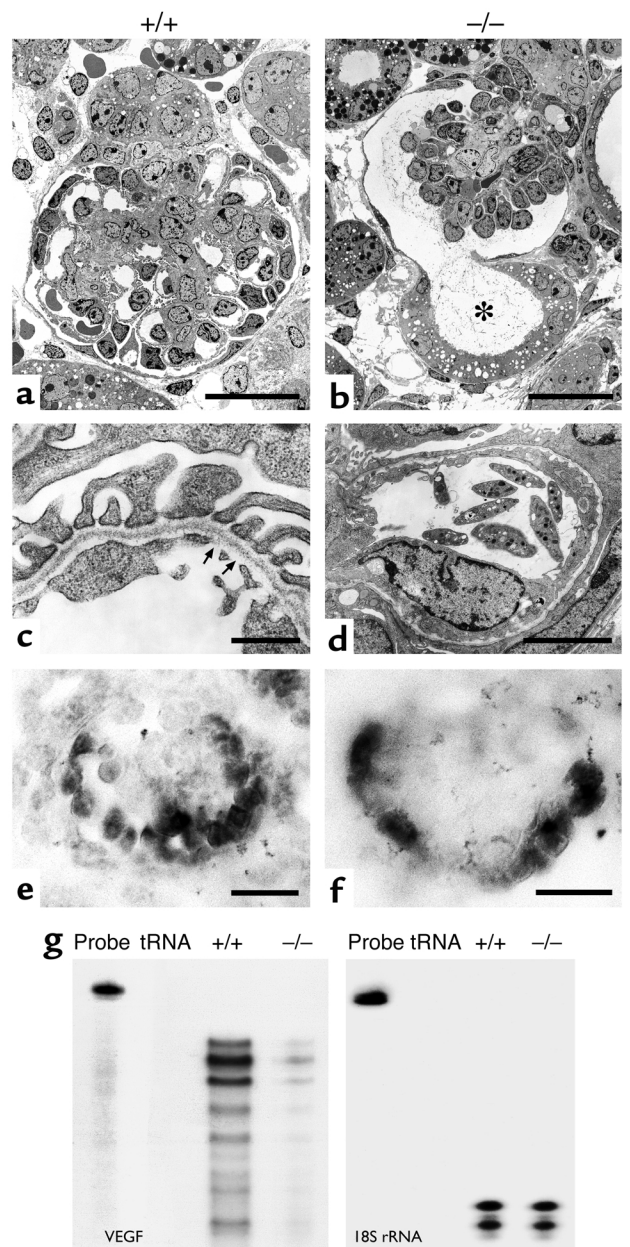 +/+ −/−
a b
*
c d
e f
g Probe tRNA +/+ −/− Probe tRNA +/+ −/−
VEGF 18S rRNA